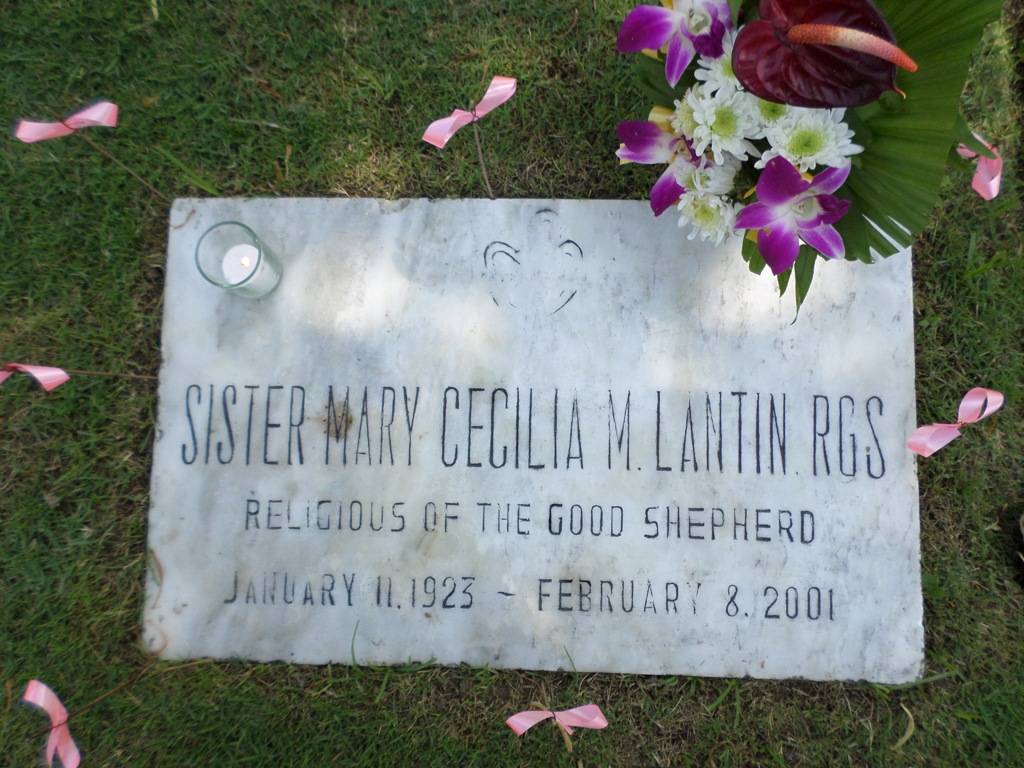 SISTER MARY CECILIA M. LANTIN. RGS
RELIGIOUS OF THE GOOD SHEPHERD
JANUARY 11.1923 - FEBRUARY 8.2001